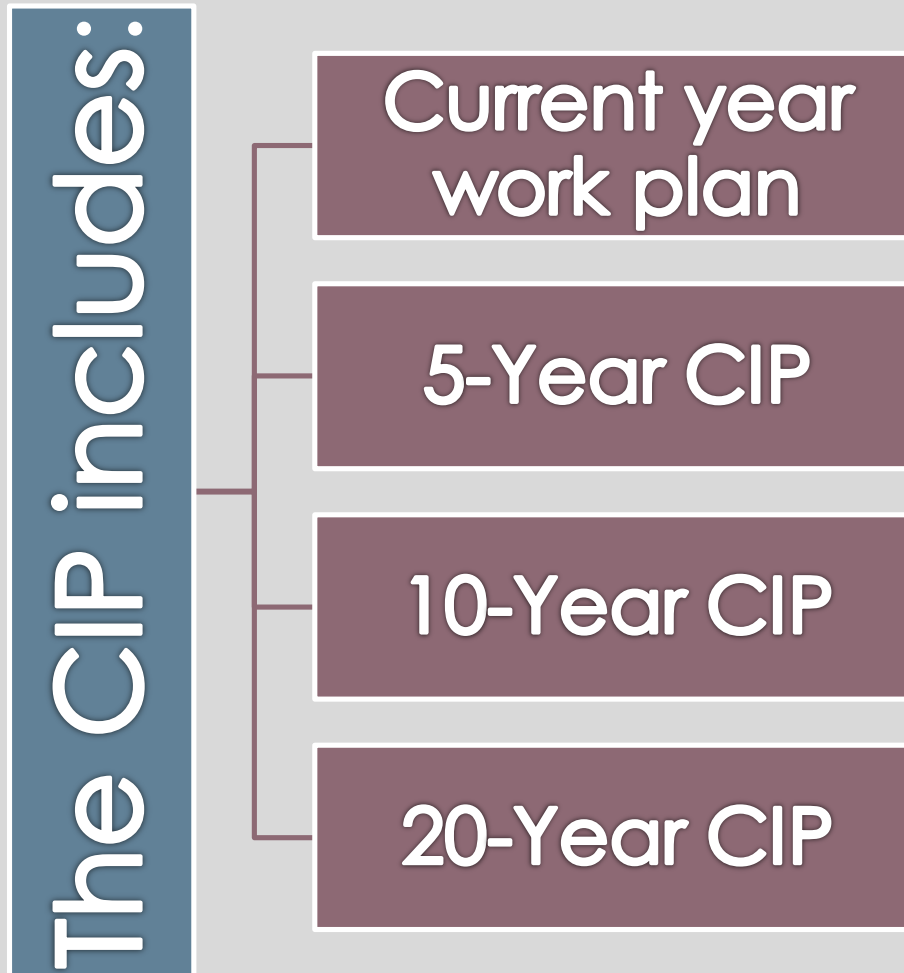 The CIP includes:
Current year
work plan
5-Year CIP
10-Year CIP
20-Year CIP